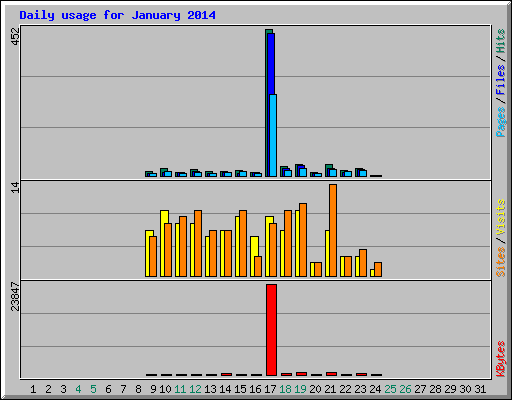 Daily usage for January 2014
452
Pages / Files / Hits
14
Sites / Visits
23847
KBytes
1 2 3 4 5 6 7 8 9 10 11 12 13 14 15 16 17 18 19 20 21 22 23 24 25 26 27 28 29 30 31